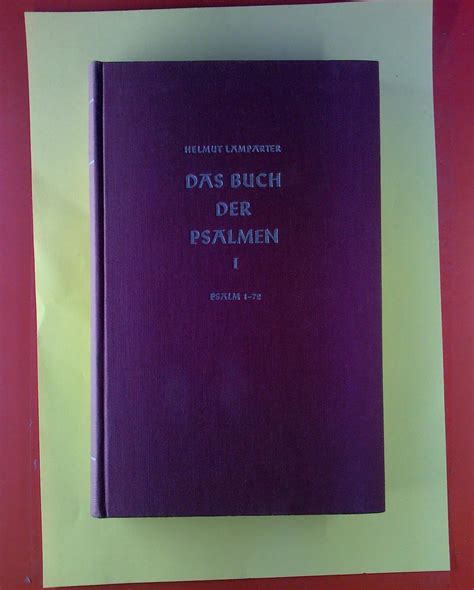 HELMUT LAMPARTER
DAS BUCH
DER
PSALMEN
I
PSALM 1-72